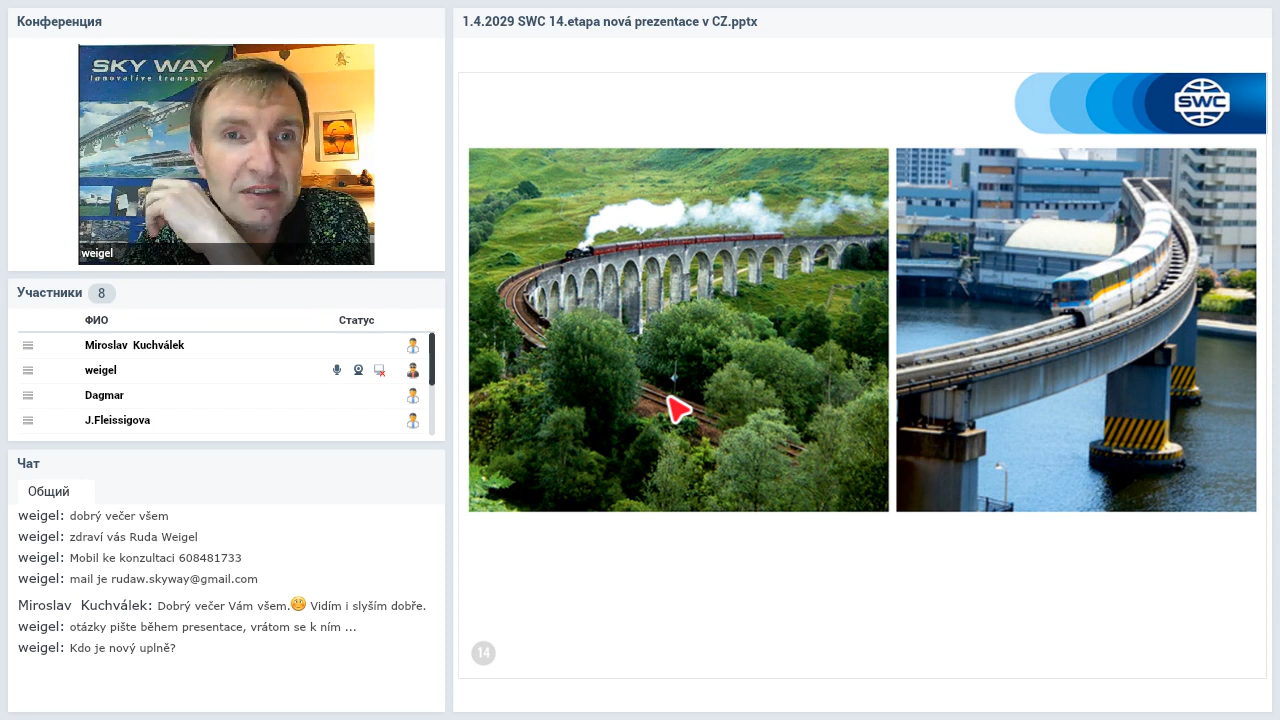 Конференция
SKY WAY
Innovative transpo
weigel
Участники 8
ФИО Статус
Miroslav Kuchválek
weigel
Dagmar
J.Fleissigova
Чат
Общий
weigel: dobrý večer všem
weigel: zdraví vás Ruda Weigel
weigel: Mobil ke konzultaci 608481733
weigel: mail je rudaw.skyway@gmail.com
Miroslav Kuchválek: Dobrý večer Vám všem. Vidím i slyším dobře.
weigel: otázky pište během presentace, vrátom se k ním ...
weigel: Kdo je nový uplně?
1.4.2029 SWC 14.etapa nová prezentace v CZ.pptx
SWC
14